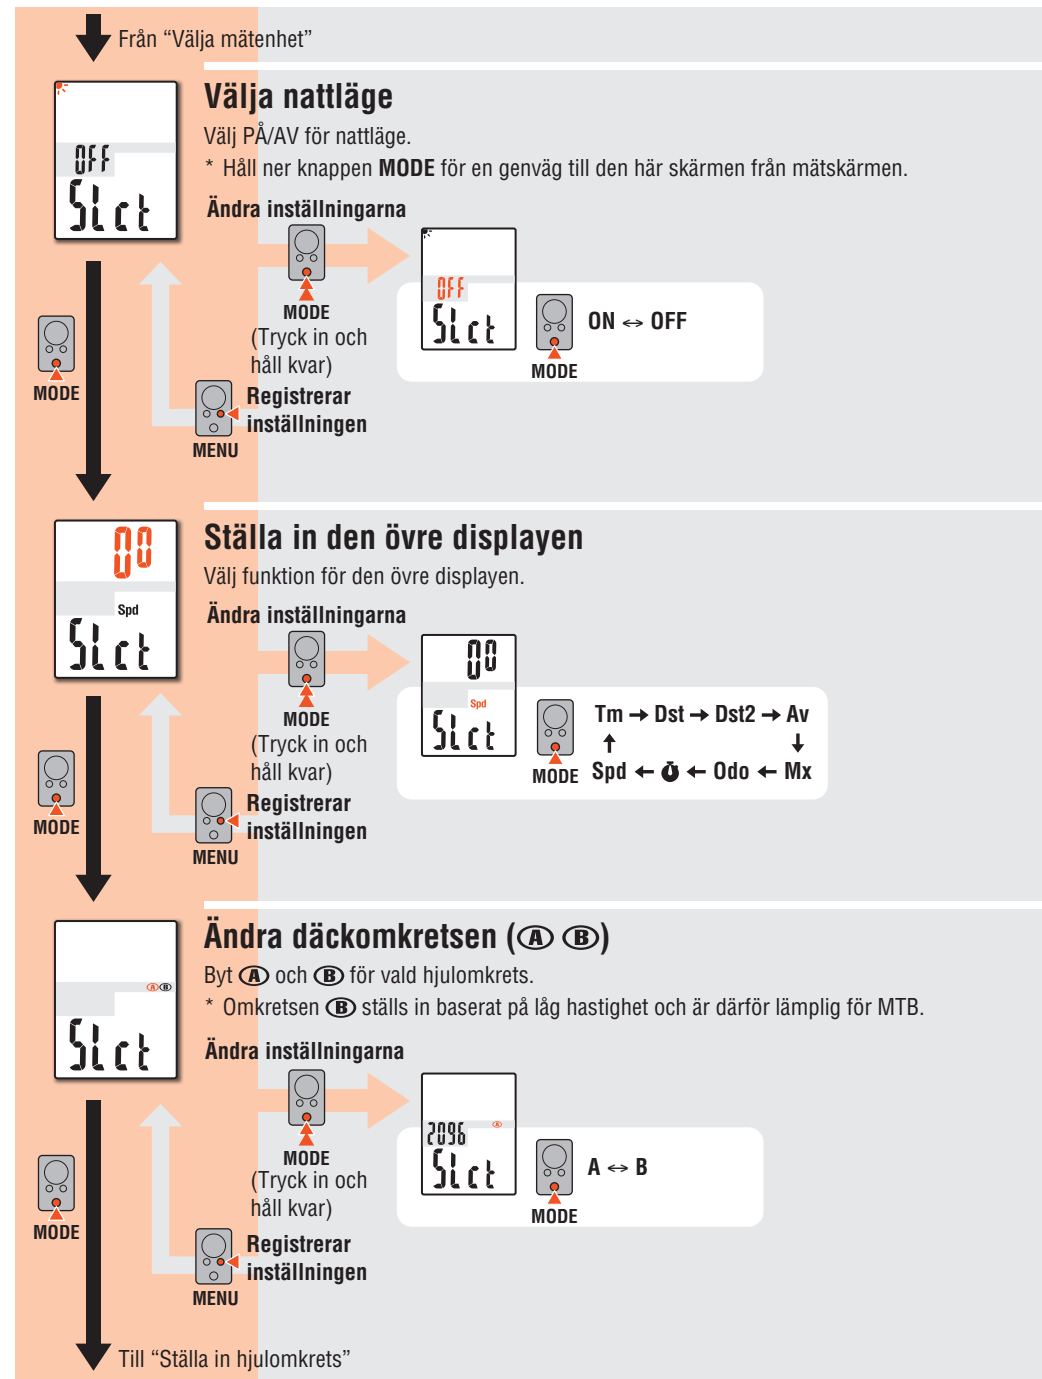 Från “Välja mätenhet”
Välja nattläge
Välj PÅ/AV för nattläge.
* Håll ner knappen MODE för en genväg till den här skärmen från mätskärmen.
OFF
Slct
Ändra inställningarna
MODE
(Tryck in och
håll kvar)
OFF
Slct
MODE
ON ↔ OFF
MODE
Registrerar
inställningen
MENU
Ställa in den övre displayen
Välj funktion för den övre displayen.
00
Spd
Slct
Ändra inställningarna
MODE
(Tryck in och
håll kvar)
00
Spd
Slct
MODE
Tm → Dst → Dst2 → Av
↑ ↓
Spd ← ← Odo ← Mx
MODE
Registrerar
inställningen
MENU
Ändra däckomkretsen (A B)
Byt A och B för vald hjulomkrets.
* Omkretsen B ställs in baserat på låg hastighet och är därför lämplig för MTB.
A B
Slct
Ändra inställningarna
MODE
(Tryck in och
håll kvar)
2096 A
Slct
MODE
A ↔ B
MODE
Registrerar
inställningen
MENU
Till “Ställa in hjulomkrets”